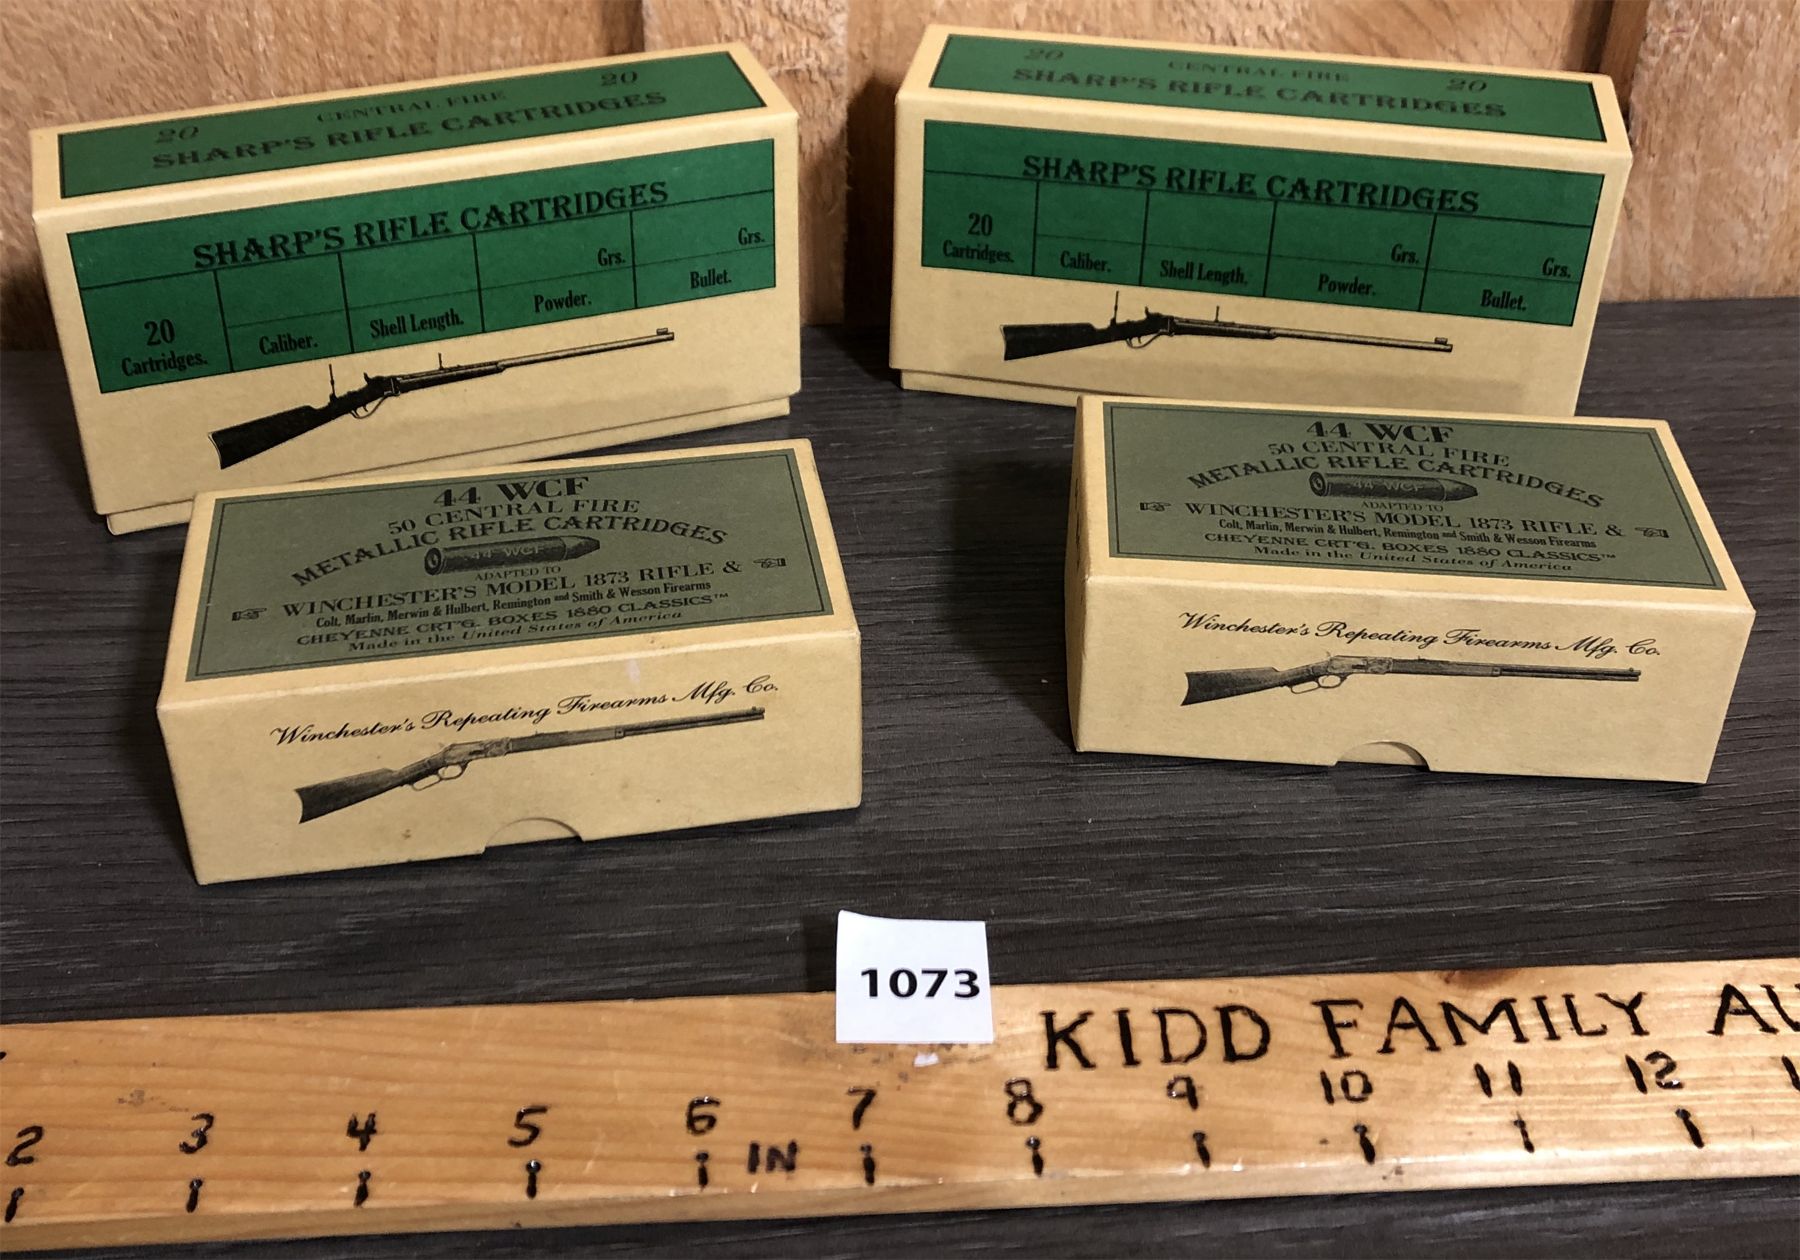 20 CENTRAL FIRE 20
SHARP'S RIFLE CARTRIDGES
SHARP'S RIFLE CARTRIDGES
Grs. Grs.
20
Cartridges. Caliber. Shell Length. Powder. Bullet.
20 CENTRAL FIRE 20
SHARP'S RIFLE CARTRIDGES
SHARP'S RIFLE CARTRIDGES
20 Grs. Grs.
Cartridges. Caliber. Shell Length. Powder. Bullet.
44 WCF
50 CENTRAL FIRE
METALLIC RIFLE CARTRIDGES
44 WCF
ADAPTED TO
WINCHESTER'S MODEL 1873 RIFLE &
Colt, Marlin, Merwin & Hulbert, Remington and Smith & Wesson Firearms
CHEYENNE CRT'G. BOXES 1880 CLASSICS™
Made in the United States of America
Winchester's Repeating Firearms Mfg. Co.
44 WCF
50 CENTRAL FIRE
METALLIC RIFLE CARTRIDGES
44 WCF
ADAPTED TO
WINCHESTER'S MODEL 1873 RIFLE &
Colt, Marlin, Merwin & Hulbert, Remington and Smith & Wesson Firearms
CHEYENNE CRT'G. BOXES 1880 CLASSICS™
Made in the United States of America
Winchester's Repeating Firearms Mfg. Co.
1073
KIDD FAMILY AU
2 3 4 5 6 IN 7 8 9 10 11 12